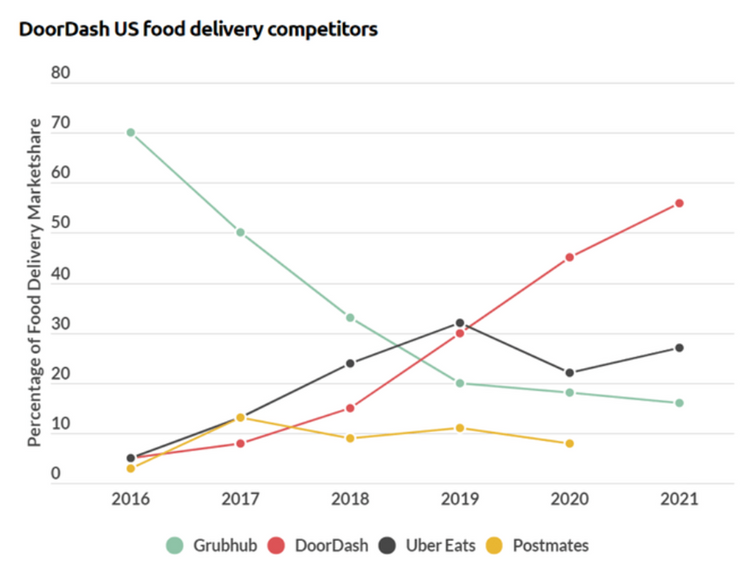 DoorDash US food delivery competitors
Percentage of Food Delivery Marketshare
80
70
60
50
40
30
20
10
0
2016 2017 2018 2019 2020 2021
Grubhub DoorDash Uber Eats Postmates